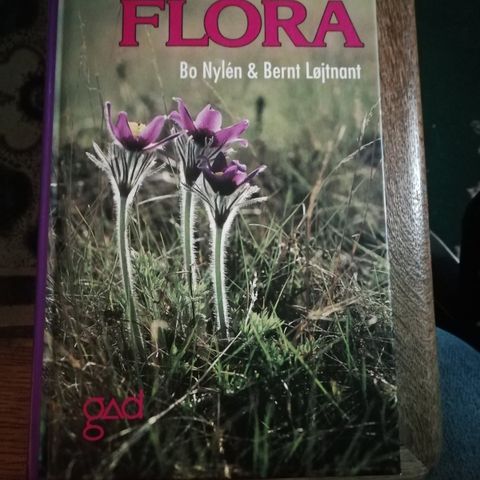 FLORA
Bo Nylén & Bernt Løjtnant
gad